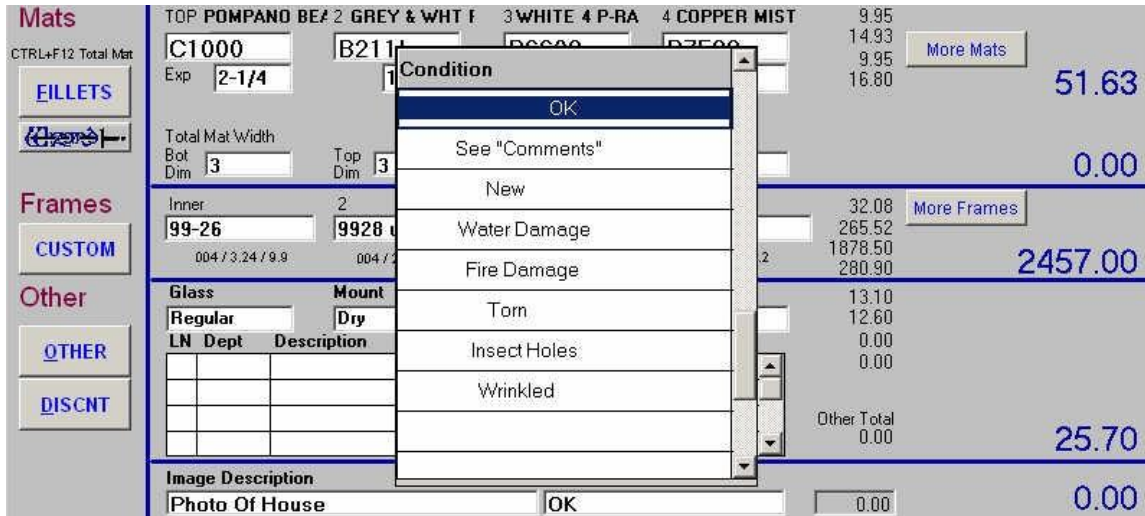 Mats
TOP POMPANO BEA 2 GREY & WHT F 3 WHITE 4 P-RA 4 COPPER MIST
9.95
14.93
9.95
16.80
CTRL+F12 Total Mat
C1000
B211
More Mats
51.63
Exp 2-1/4
FILLETS
Total Mat Width
Bot Dim 3
Top Dim 3
0.00
Condition
OK
See "Comments"
New
Water Damage
Fire Damage
Torn
Insect Holes
Wrinkled
Frames
Inner 2
99-26 9928
004 / 3.24 / 9.9 004 /
CUSTOM
32.08
265.52
1878.50
280.90
More Frames
2457.00
Other
Glass Mount
Regular Dry
LN Dept Description
13.10
12.60
0.00
0.00
OTHER
DISCNT
Other Total
0.00
25.70
Image Description
Photo Of House OK 0.00 0.00